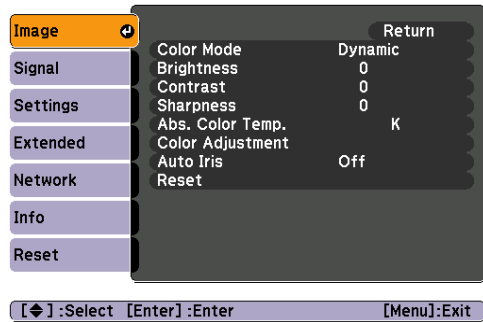 Image
Signal
Settings
Extended
Network
Info
Reset
Return
Color Mode Dynamic
Brightness 0
Contrast 0
Sharpness 0
Abs. Color Temp. K
Color Adjustment
Auto Iris Off
Reset
[◆] :Select [Enter] :Enter [Menu]:Exit